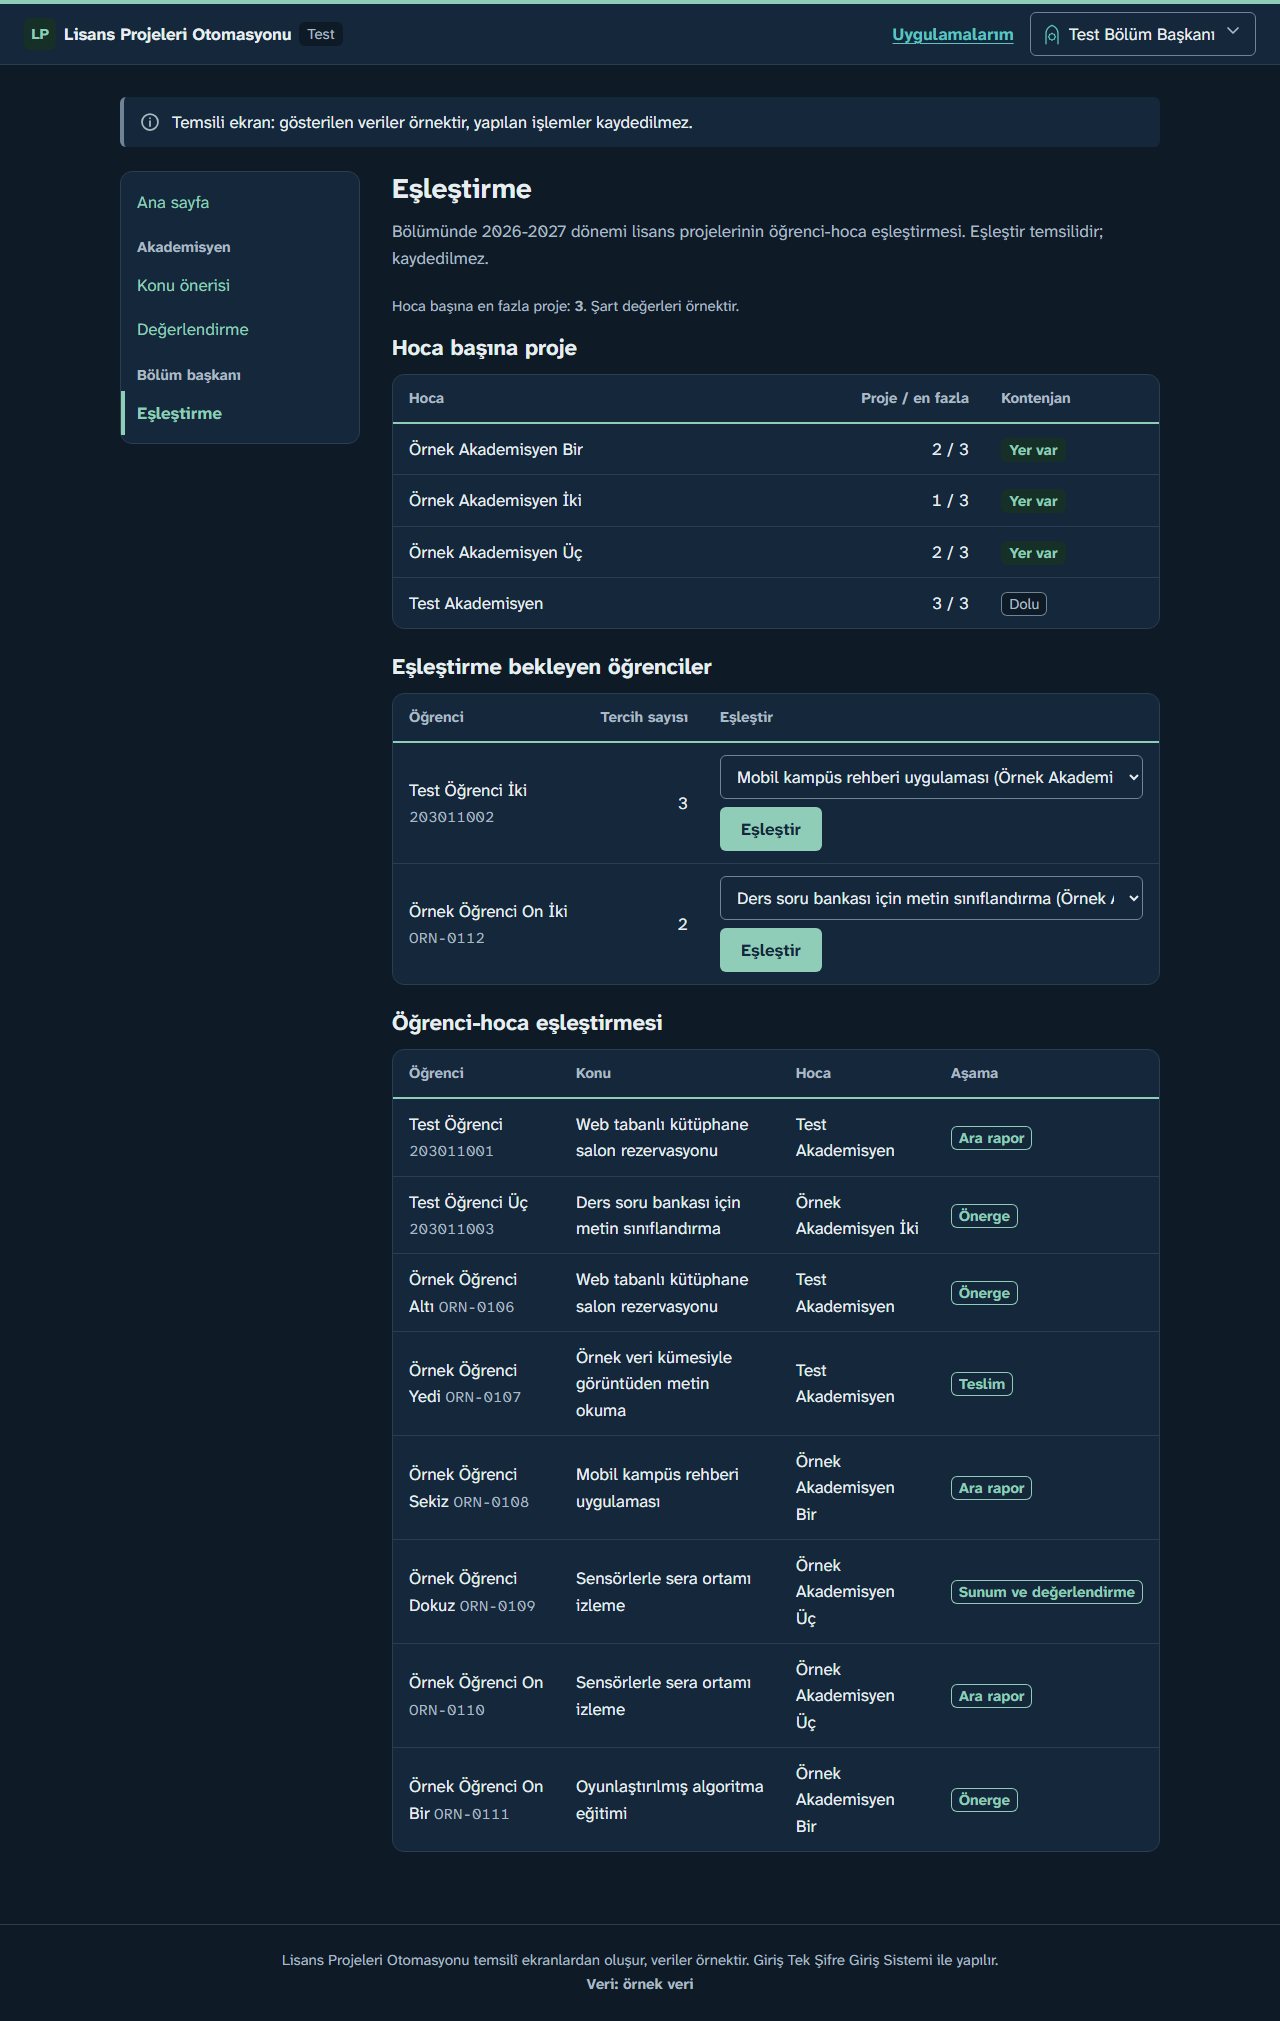 LP Lisans Projeleri Otomasyonu Test
Uygulamalarım
Test Bölüm Başkanı
Temsili ekran: gösterilen veriler örnektir, yapılan işlemler kaydedilmez.
Ana sayfa
Akademisyen
Konu önerisi
Değerlendirme
Bölüm başkanı
Eşleştirme
Eşleştirme
Bölümünde 2026-2027 dönemi lisans projelerinin öğrenci-hoca eşleştirmesi. Eşleştir temsilidir;
kaydedilmez.
Hoca başına en fazla proje: 3. Şart değerleri örnektir.
Hoca başına proje
Hoca Proje / en fazla Kontenjan
Örnek Akademisyen Bir 2 / 3 Yer var
Örnek Akademisyen İki 1 / 3 Yer var
Örnek Akademisyen Üç 2 / 3 Yer var
Test Akademisyen 3 / 3 Dolu
Eşleştirme bekleyen öğrenciler
Öğrenci Tercih sayısı Eşleştir
Test Öğrenci İki
203011002
3
Mobil kampüs rehberi uygulaması (Örnek Akademi
Eşleştir
Örnek Öğrenci On İki
ORN-0112
2
Ders soru bankası için metin sınıflandırma (Örnek A
Eşleştir
Öğrenci-hoca eşleştirmesi
Öğrenci Konu Hoca Aşama
Test Öğrenci
203011001
Web tabanlı kütüphane
salon rezervasyonu
Test
Akademisyen
Ara rapor
Test Öğrenci Üç
203011003
Ders soru bankası için
metin sınıflandırma
Örnek
Akademisyen İki
Önerge
Örnek Öğrenci
Altı ORN-0106
Web tabanlı kütüphane
salon rezervasyonu
Test
Akademisyen
Önerge
Örnek Öğrenci
Yedi ORN-0107
Örnek veri kümesiyle
görüntüden metin
okuma
Test
Akademisyen
Teslim
Örnek Öğrenci
Sekiz ORN-0108
Mobil kampüs rehberi
uygulaması
Örnek
Akademisyen
Bir
Ara rapor
Örnek Öğrenci
Dokuz ORN-0109
Sensörlerle sera ortamı
izleme
Örnek
Akademisyen
Üç
Sunum ve değerlendirme
Örnek Öğrenci On
ORN-0110
Sensörlerle sera ortamı
izleme
Örnek
Akademisyen
Üç
Ara rapor
Örnek Öğrenci On
Bir ORN-0111
Oyunlaştırılmış algoritma
eğitimi
Örnek
Akademisyen
Bir
Önerge
Lisans Projeleri Otomasyonu temsilî ekranlardan oluşur, veriler örnektir. Giriş Tek Şifre Giriş Sistemi ile yapılır.
Veri: örnek veri